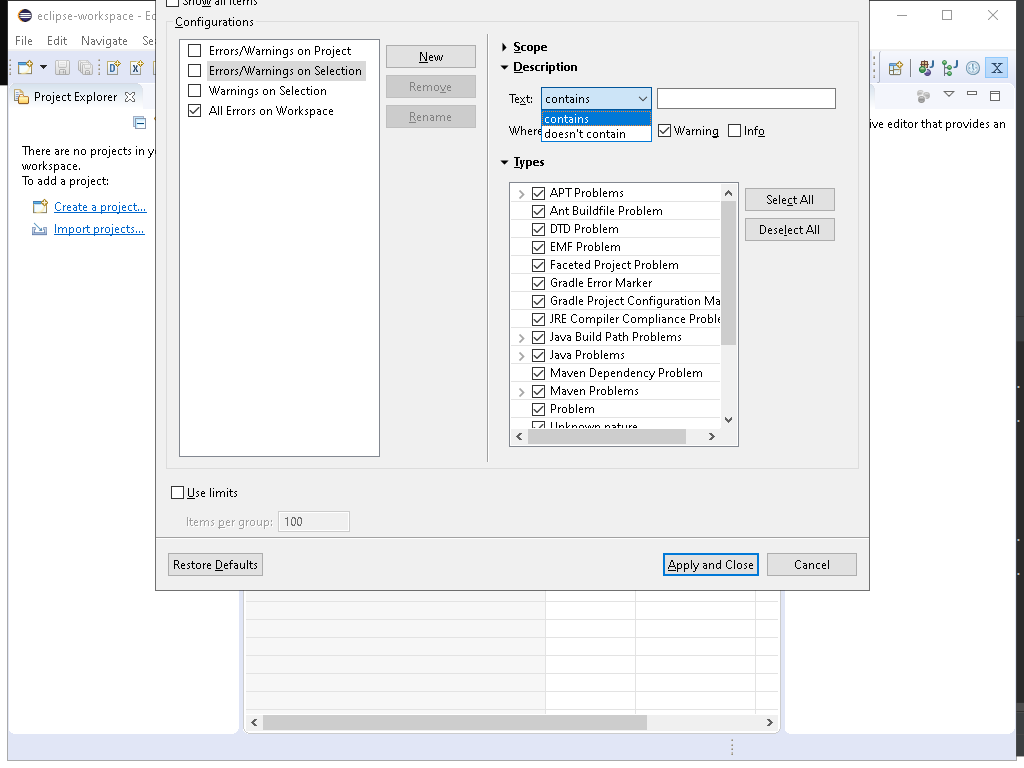 eclipse-workspace - Ec
Show all items
File Edit Navigate Se
Configurations
Errors/Warnings on Project
Errors/Warnings on Selection
Warnings on Selection
All Errors on Workspace
New
Remove
Rename
Scope
Description
Text: contains
contains
doesn't contain
Where
Warning
Info
Types
APT Problems
Ant Buildfile Problem
DTD Problem
EMF Problem
Faceted Project Problem
Gradle Error Marker
Gradle Project Configuration Ma
JRE Compiler Compliance Proble
Java Build Path Problems
Java Problems
Maven Dependency Problem
Maven Problems
Problem
Unknown nature
Select All
Deselect All
Project Explorer
There are no projects in y
workspace.
To add a project:
Create a project...
Import projects...
ive editor that provides an
Use limits
Items per group: 100
Restore Defaults
Apply and Close
Cancel